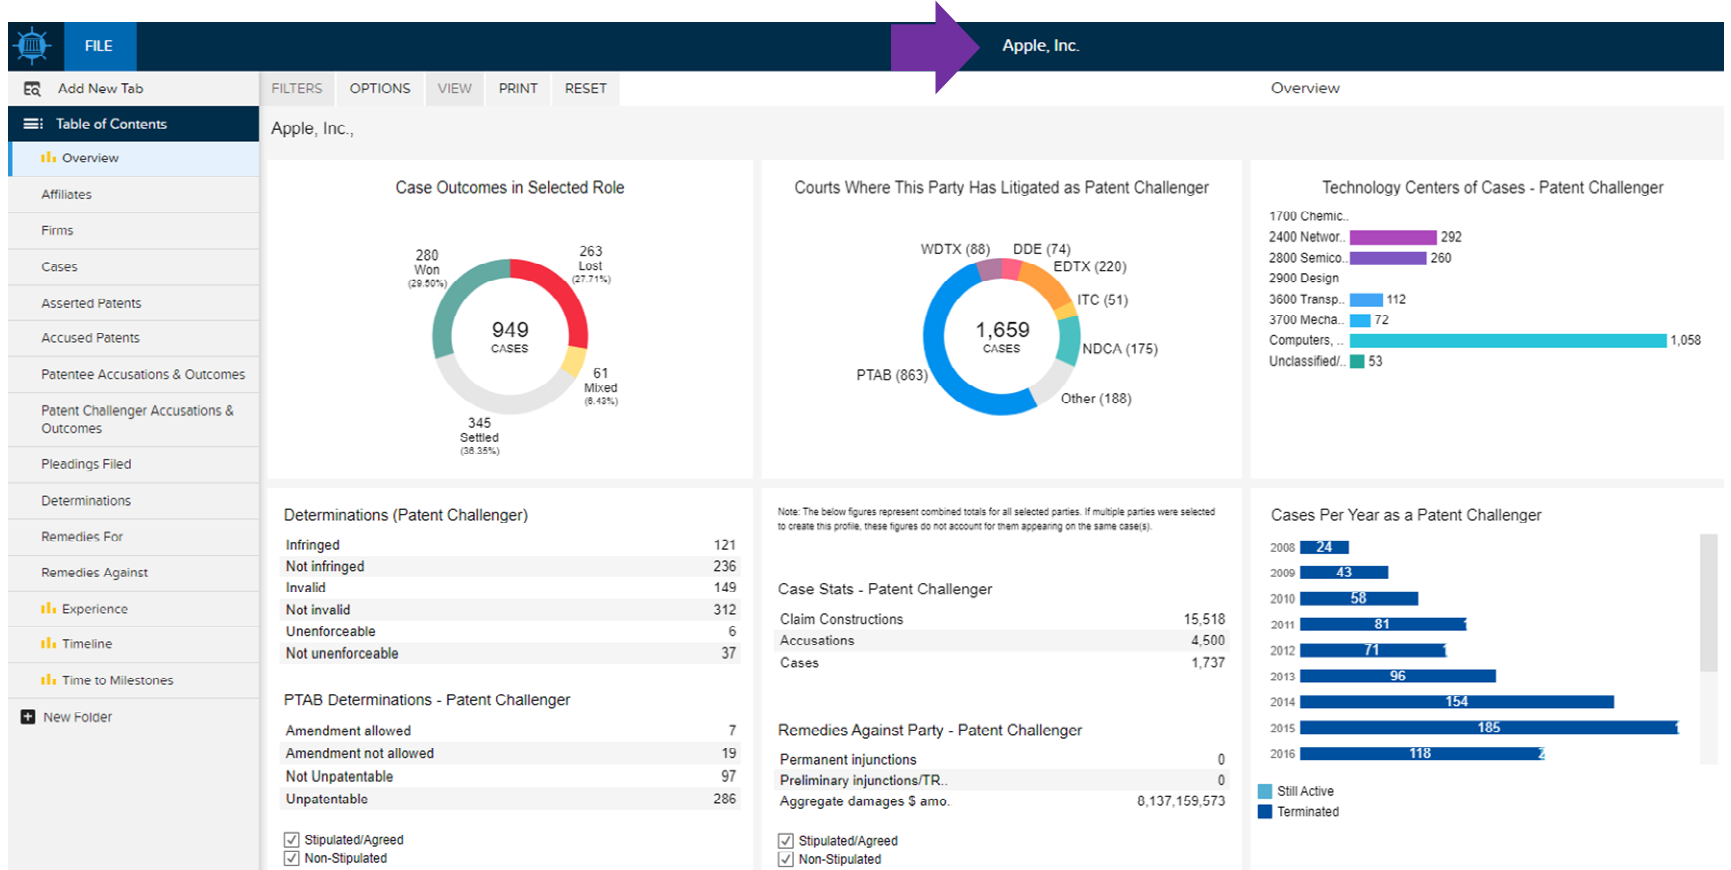 FILE
Apple, Inc.
Add New Tab
Table of Contents
Overview
Affiliates
Firms
Cases
Asserted Patents
Accused Patents
Patentee Accusations & Outcomes
Patent Challenger Accusations &
Outcomes
Pleadings Filed
Determinations
Remedies For
Remedies Against
Experience
Timeline
Time to Milestones
New Folder
FILTERS OPTIONS VIEW PRINT RESET
Overview
Apple, Inc.,
Case Outcomes in Selected Role
280
Won
(29.50%)
263
Lost
(27.71%)
949
CASES
61
Mixed
(6.43%)
345
Settled
(36.35%)
Courts Where This Party Has Litigated as Patent Challenger
WDTX (88)
DDE (74)
EDTX (220)
ITC (51)
1,659
CASES
NDCA (175)
PTAB (863)
Other (188)
Technology Centers of Cases - Patent Challenger
1700 Chemic..
2400 Networ.. 292
2800 Semico.. 260
2900 Design
3600 Transp.. 112
3700 Mecha.. 72
Computers, .. 1,058
Unclassified/.. 53
Determinations (Patent Challenger)
Infringed 121
Not infringed 236
Invalid 149
Not invalid 312
Unenforceable 6
Not unenforceable 37
PTAB Determinations - Patent Challenger
Amendment allowed 7
Amendment not allowed 19
Not Unpatentable 97
Unpatentable 286
Stipulated/Agreed
Non-Stipulated
Note: The below figures represent combined totals for all selected parties. If multiple parties were selected
to create this profile, these figures do not account for them appearing on the same case(s).
Case Stats - Patent Challenger
Claim Constructions 15,518
Accusations 4,500
Cases 1,737
Remedies Against Party - Patent Challenger
Permanent injunctions 0
Preliminary injunctions/TR.. 0
Aggregate damages $ amo. 8,137,159,573
Stipulated/Agreed
Non-Stipulated
Cases Per Year as a Patent Challenger
2008 24
2009 43
2010 58
2011 81
2012 71
2013 96
2014 154
2015 185
2016 118
Still Active
Terminated